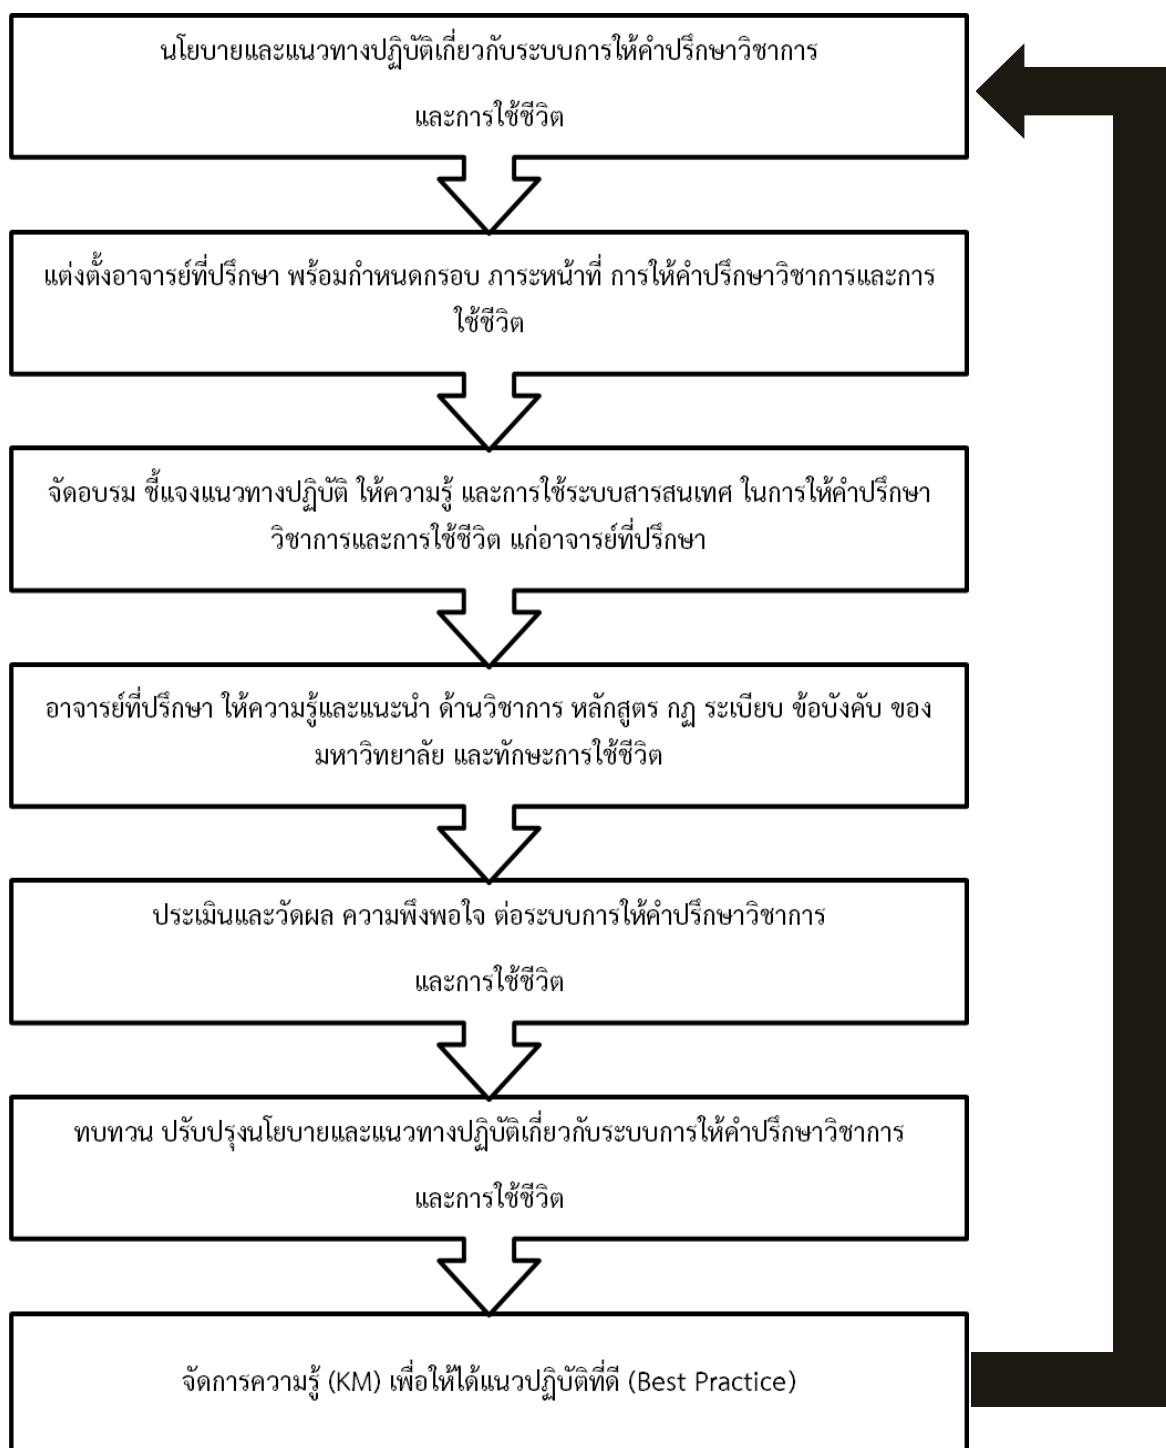 นโยบายและแนวทางปฏิบัติเกี่ยวกับระบบการให้คำปรึกษาวิชาการ
และการใช้ชีวิต
แต่งตั้งอาจารย์ที่ปรึกษา พร้อมกำหนดกรอบ ภาระหน้าที่ การให้คำปรึกษาวิชาการและการ
ใช้ชีวิต
จัดอบรม ชี้แจงแนวทางปฏิบัติ ให้ความรู้ และการใช้ระบบสารสนเทศ ในการให้คำปรึกษา
วิชาการและการใช้ชีวิต แก่อาจารย์ที่ปรึกษา
อาจารย์ที่ปรึกษา ให้ความรู้และแนะนำ ด้านวิชาการ หลักสูตร กฏ ระเบียบ ข้อบังคับ ของ
มหาวิทยาลัย และทักษะการใช้ชีวิต
ประเมินและวัดผล ความพึงพอใจ ต่อระบบการให้คำปรึกษาวิชาการ
และการใช้ชีวิต
ทบทวน ปรับปรุงนโยบายและแนวทางปฏิบัติเกี่ยวกับระบบการให้คำปรึกษาวิชาการ
และการใช้ชีวิต
จัดการความรู้ (KM) เพื่อให้ได้แนวปฏิบัติที่ดี (Best Practice)